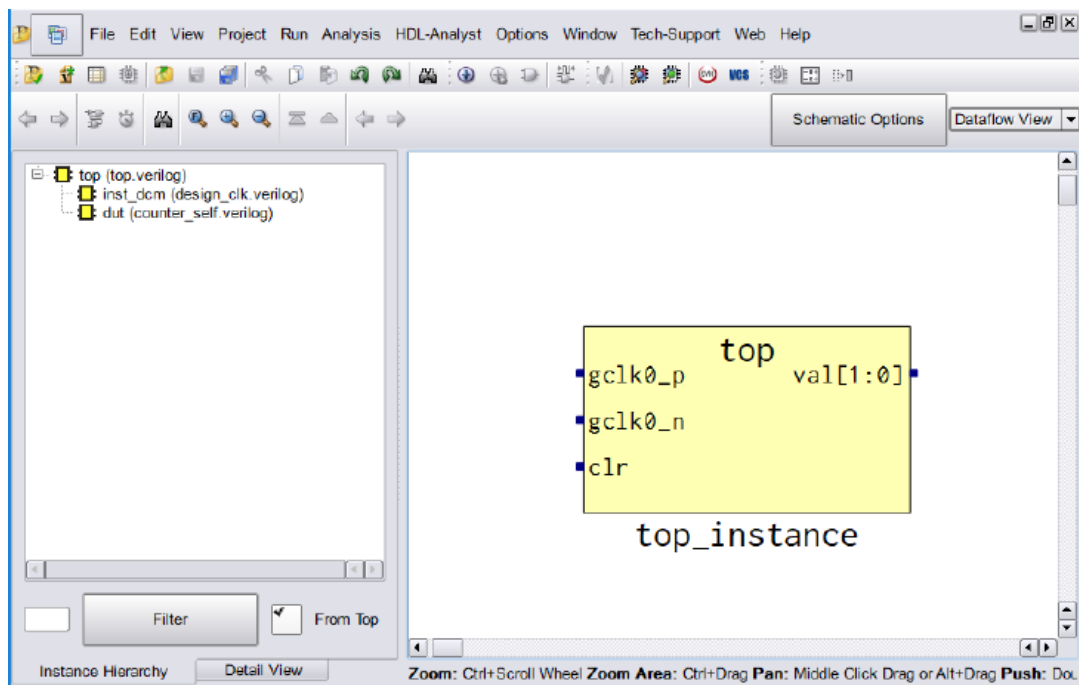 File Edit View Project Run Analysis HDL-Analyst Options Window Tech-Support Web Help
VCS
Schematic Options
Dataflow View
top (top.verilog)
inst_dcm (design_clk.verilog)
dut (counter_self.verilog)
top
gclk0_p val[1:0]
gclk0_n
clr
top_instance
Filter
From Top
Instance Hierarchy
Detail View
Zoom: Ctrl+Scroll Wheel Zoom Area: Ctrl+Drag Pan: Middle Click Drag or Alt+Drag Push: